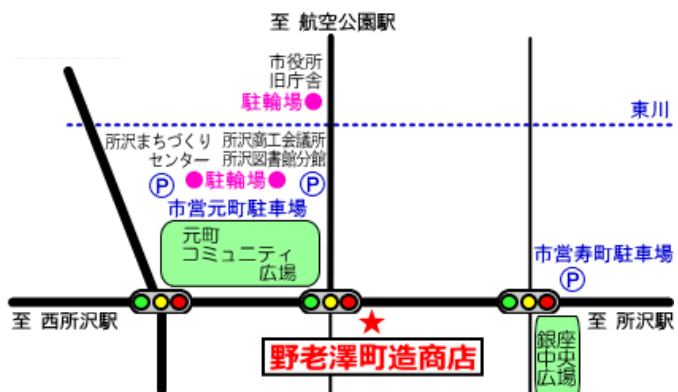 至 航空公園駅
市役所
旧庁舎
駐輪場
東川
所沢まちづくり
センター
所沢商工会議所
所沢図書館分館
駐輪場
P
P
市営元町駐車場
元町
コミュニティ
広場
市営寿町駐車場
P
至 西所沢駅
至 所沢駅
野老澤町造商店
銀座
中央
広場